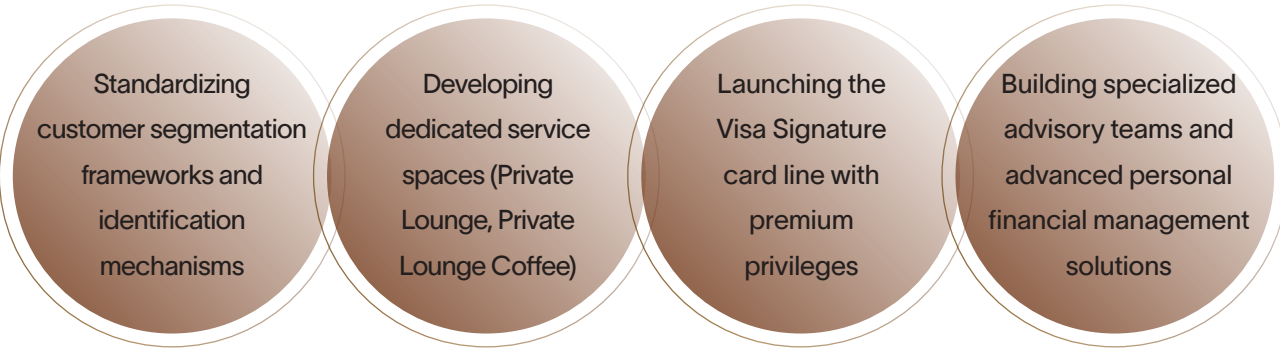 Standardizing
customer segmentation
frameworks and
identification
mechanisms
Developing
dedicated service
spaces (Private
Lounge, Private
Lounge Coffee)
Launching the
Visa Signature
card line with
premium
privileges
Building specialized
advisory teams and
advanced personal
financial management
solutions